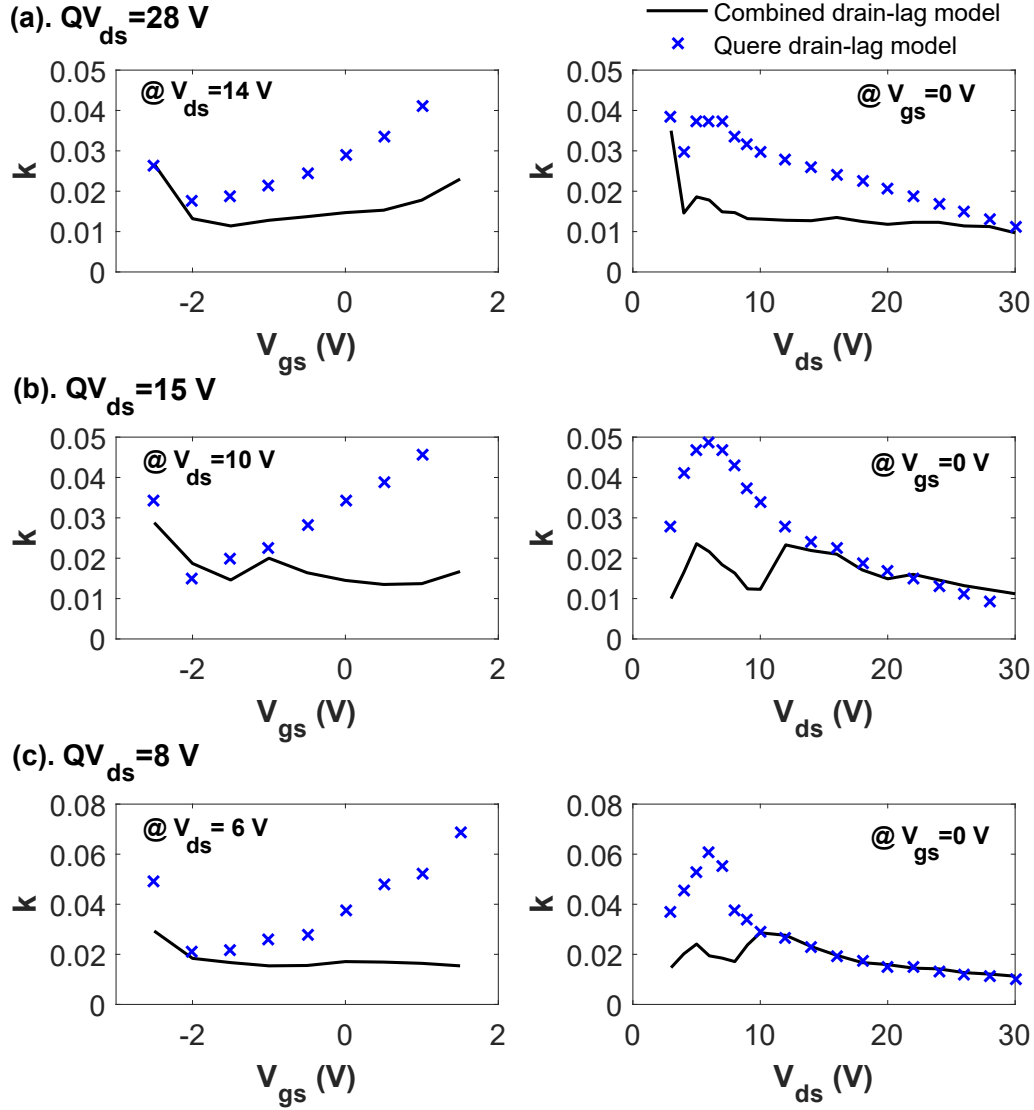 (a). QVds=28 V
Combined drain-lag model
Quere drain-lag model
@ Vds=14 V
k
0.05
0.04
0.03
0.02
0.01
0
-2
0
2
Vgs (V)
@ Vgs=0 V
k
0.05
0.04
0.03
0.02
0.01
0
0
10
20
30
Vds (V)
(b). QVds=15 V
@ Vds=10 V
k
0.05
0.04
0.03
0.02
0.01
0
-2
0
2
Vgs (V)
@ Vgs=0 V
k
0.05
0.04
0.03
0.02
0.01
0
0
10
20
30
Vds (V)
(c). QVds=8 V
@ Vds= 6 V
k
0.08
0.06
0.04
0.02
0
-2
0
2
Vgs (V)
@ Vgs=0 V
k
0.08
0.06
0.04
0.02
0
0
10
20
30
Vds (V)